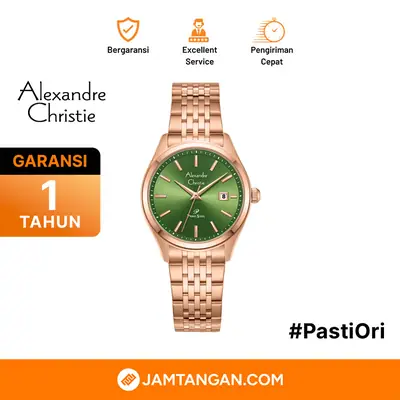 Bergaransi
Excellent
Service
Pengiriman
Cepat
Alexandre
Christie
GARANSI
1
TAHUN
Alexandre
Christie
#PastiOri
JAMTANGAN.COM